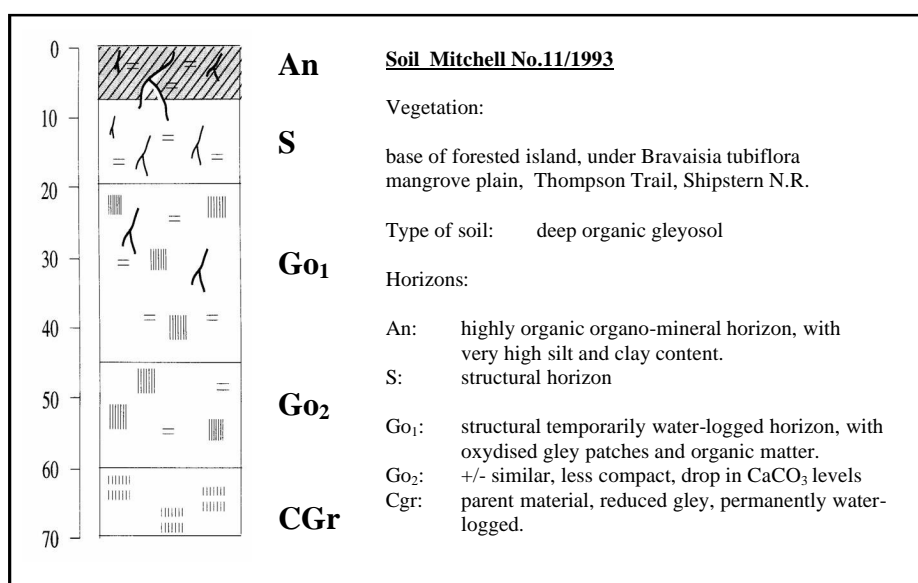 0
10
20
30
40
50
60
70
An
S
Go₁
Go₂
CGr
Soil Mitchell No.11/1993
Vegetation:
base of forested island, under Bravaisia tubiflora
mangrove plain, Thompson Trail, Shipstern N.R.
Type of soil: deep organic gleyosol
Horizons:
An: highly organic organo-mineral horizon, with
very high silt and clay content.
S: structural horizon
Go₁: structural temporarily water-logged horizon, with
oxydised gley patches and organic matter.
Go₂: +/- similar, less compact, drop in CaCO₃ levels
Cgr: parent material, reduced gley, permanently water-
logged.